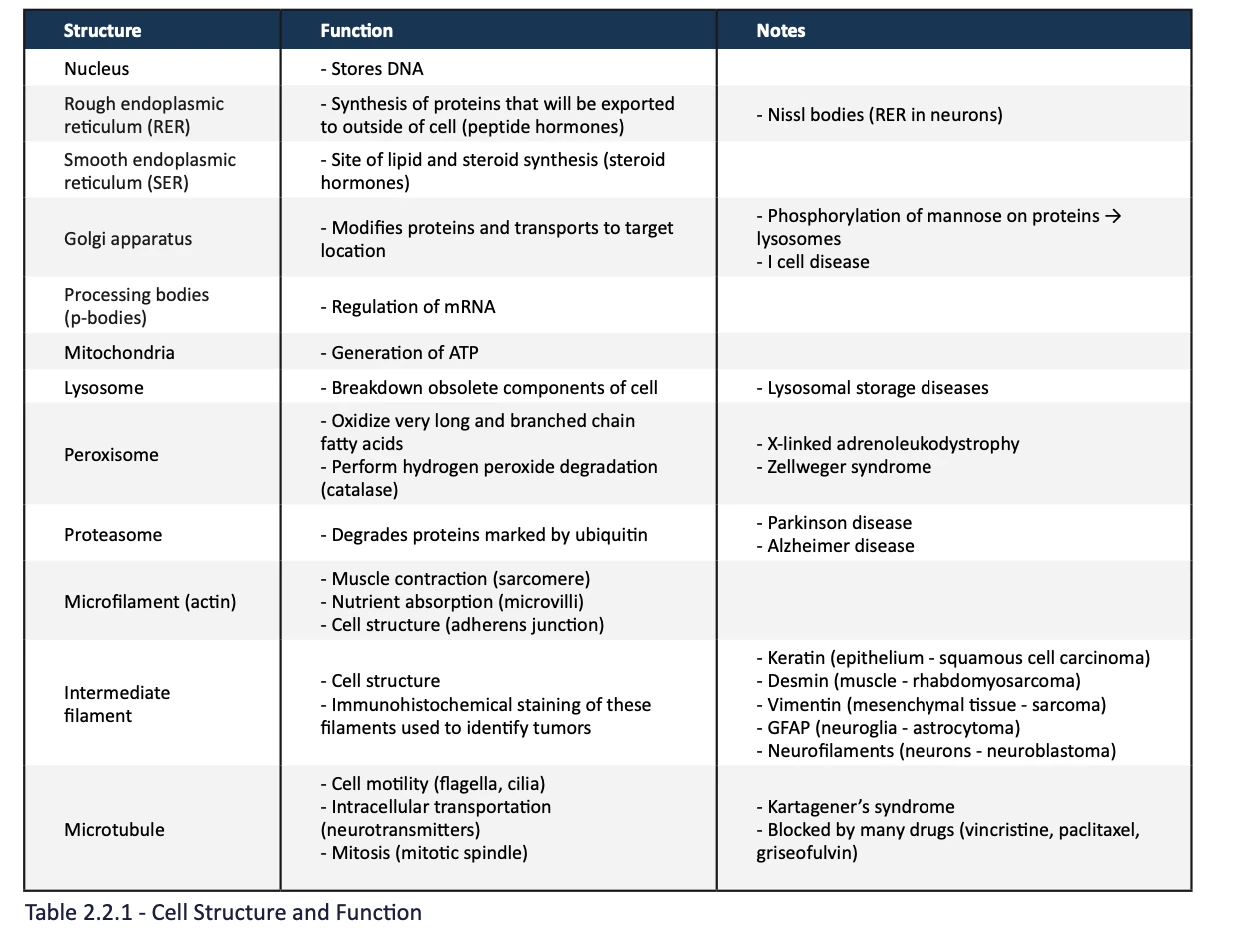 Structure Function Notes
Nucleus - Stores DNA
Rough endoplasmic
reticulum (RER)
- Synthesis of proteins that will be exported
to outside of cell (peptide hormones)
- Nissl bodies (RER in neurons)
Smooth endoplasmic
reticulum (SER)
- Site of lipid and steroid synthesis (steroid
hormones)
Golgi apparatus
- Modifies proteins and transports to target
location
- Phosphorylation of mannose on proteins →
lysosomes
- I cell disease
Processing bodies
(p-bodies)
- Regulation of mRNA
Mitochondria - Generation of ATP
Lysosome - Breakdown obsolete components of cell - Lysosomal storage diseases
Peroxisome
- Oxidize very long and branched chain
fatty acids
- Perform hydrogen peroxide degradation
(catalase)
- X-linked adrenoleukodystrophy
- Zellweger syndrome
Proteasome
- Degrades proteins marked by ubiquitin
- Parkinson disease
- Alzheimer disease
Microfilament (actin)
- Muscle contraction (sarcomere)
- Nutrient absorption (microvilli)
- Cell structure (adherens junction)
Intermediate
filament
- Cell structure
- Immunohistochemical staining of these
filaments used to identify tumors
- Keratin (epithelium - squamous cell carcinoma)
- Desmin (muscle - rhabdomyosarcoma)
- Vimentin (mesenchymal tissue - sarcoma)
- GFAP (neuroglia - astrocytoma)
- Neurofilaments (neurons - neuroblastoma)
Microtubule
- Cell motility (flagella, cilia)
- Intracellular transportation
(neurotransmitters)
- Mitosis (mitotic spindle)
- Kartagener’s syndrome
- Blocked by many drugs (vincristine, paclitaxel,
griseofulvin)
Table 2.2.1 - Cell Structure and Function